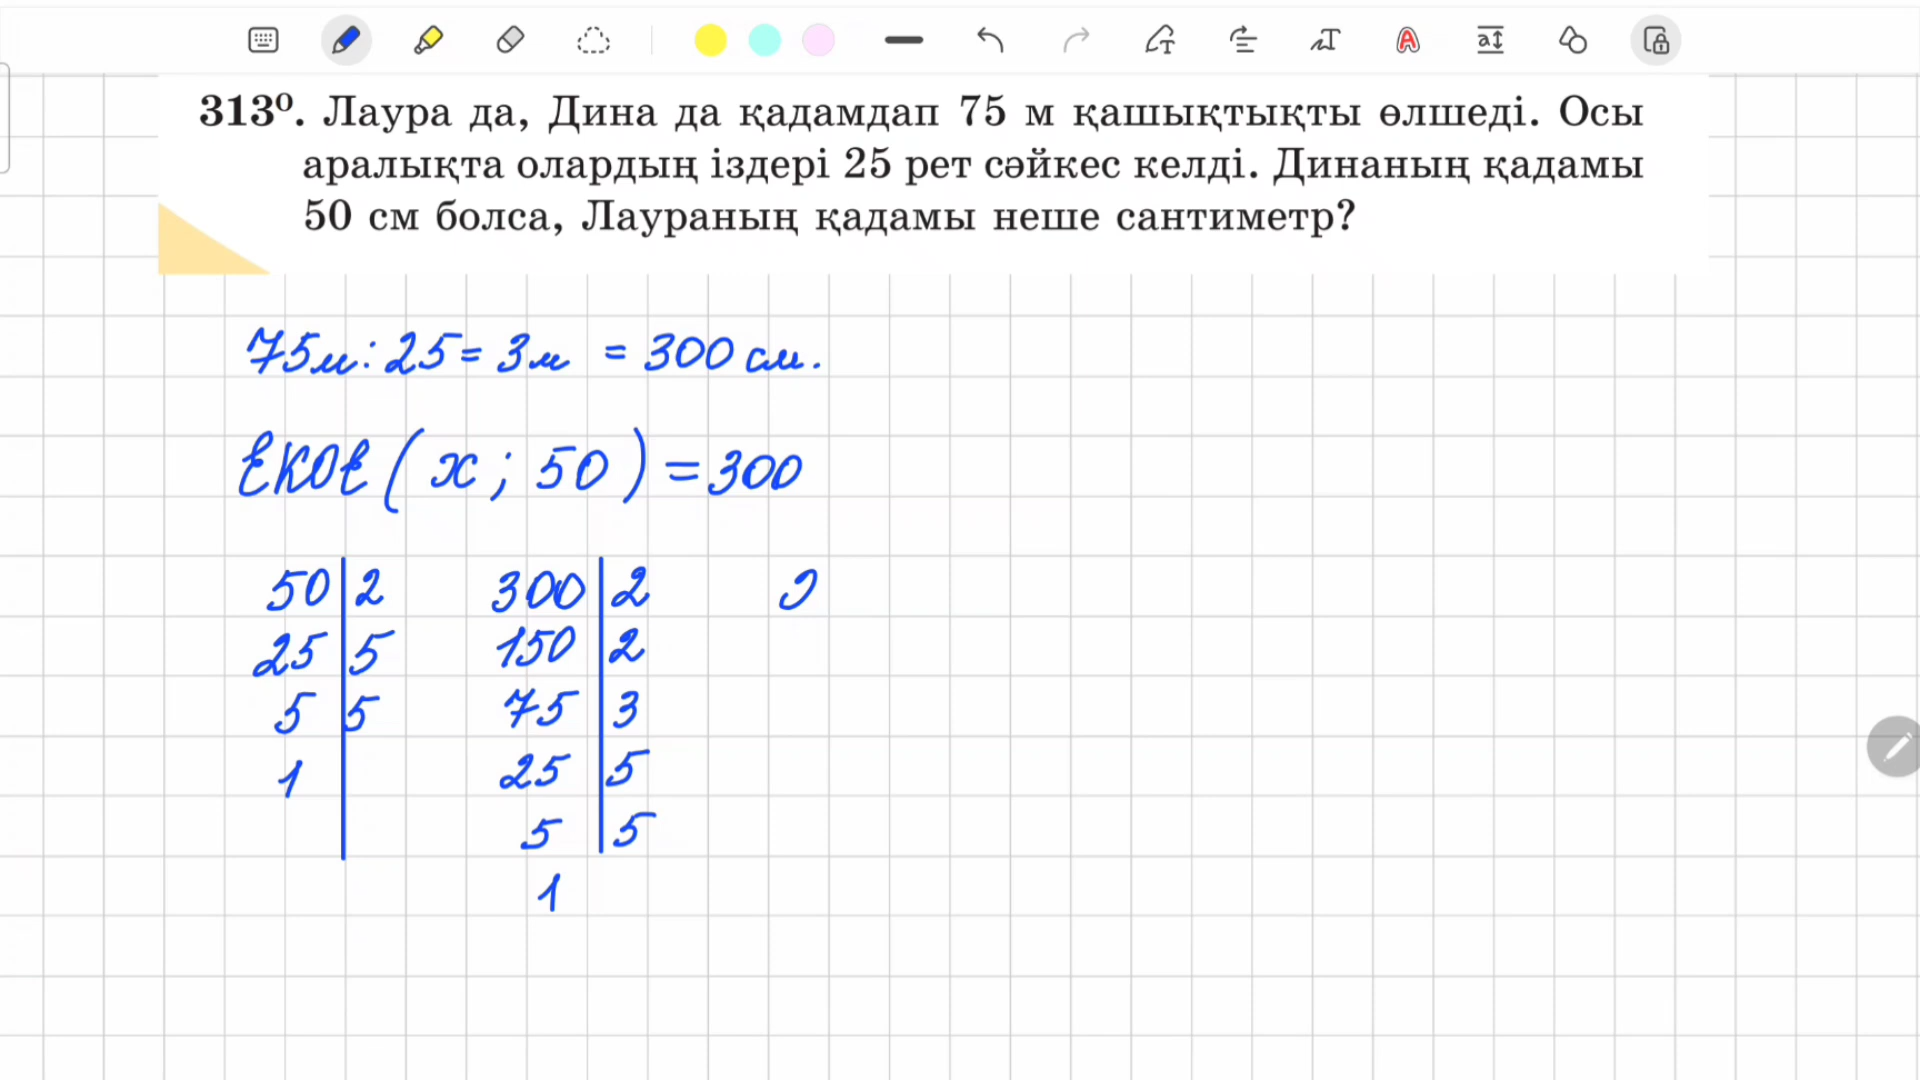 313⁰. Лаура да, Дина да қадамдап 75 м қашықтықты өлшеді. Осы
аралықта олардың іздері 25 рет сәйкес келді. Динаның қадамы
50 см болса, Лаураның қадамы неше сантиметр?
75м : 25 = 3м = 300 см.
ЕКОЕ ( х ; 50 ) = 300
50 | 2
25 | 5
5 | 5
1
300 | 2
150 | 2
75 | 3
25 | 5
5 | 5
1